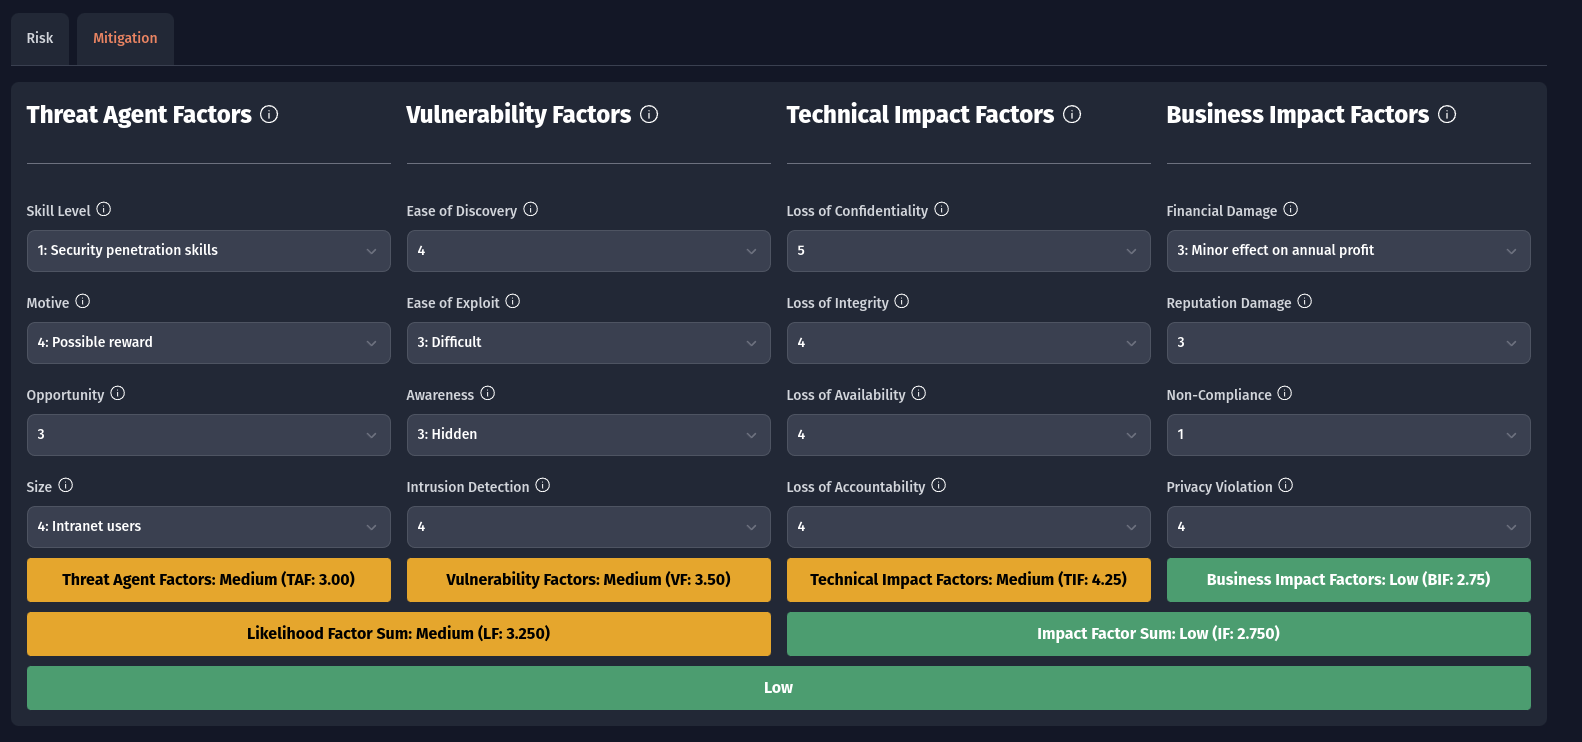 Risk
Mitigation
Threat Agent Factors
Vulnerability Factors
Technical Impact Factors
Business Impact Factors
Skill Level
Ease of Discovery
Loss of Confidentiality
Financial Damage
1: Security penetration skills
4
5
3: Minor effect on annual profit
Motive
Ease of Exploit
Loss of Integrity
Reputation Damage
4: Possible reward
3: Difficult
4
3
Opportunity
Awareness
Loss of Availability
Non-Compliance
3
3: Hidden
4
1
Size
Intrusion Detection
Loss of Accountability
Privacy Violation
4: Intranet users
4
4
4
Threat Agent Factors: Medium (TAF: 3.00)
Vulnerability Factors: Medium (VF: 3.50)
Technical Impact Factors: Medium (TIF: 4.25)
Business Impact Factors: Low (BIF: 2.75)
Likelihood Factor Sum: Medium (LF: 3.250)
Impact Factor Sum: Low (IF: 2.750)
Low